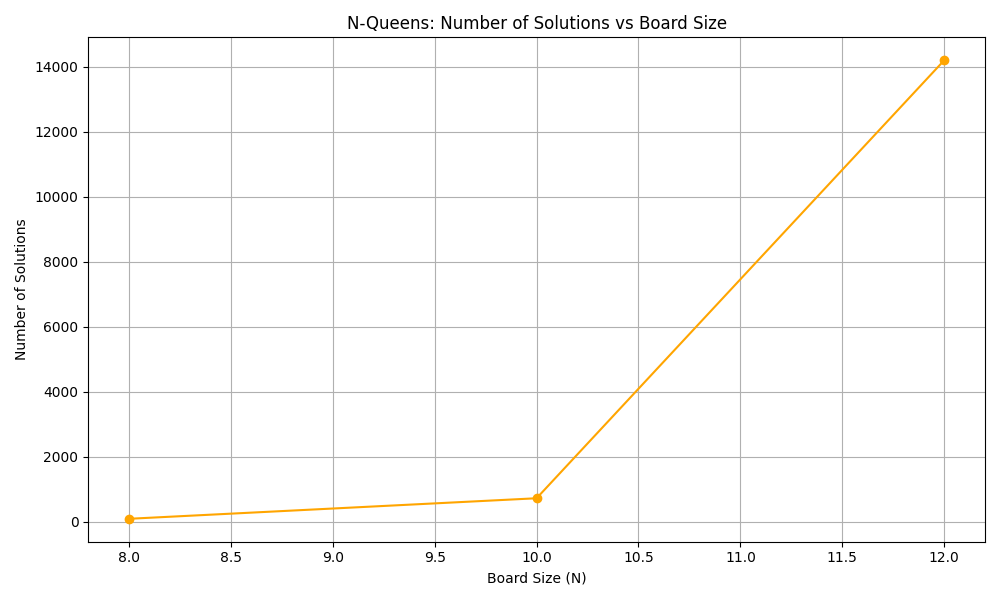 N-Queens: Number of Solutions vs Board Size
Number of Solutions
14000
12000
10000
8000
6000
4000
2000
0
8.0 8.5 9.0 9.5 10.0 10.5 11.0 11.5 12.0
Board Size (N)